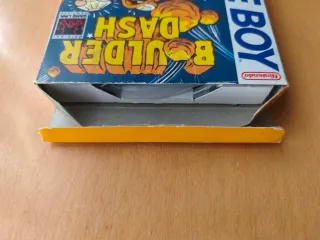 BOULDER
DASH
GAME BOY
Nintendo